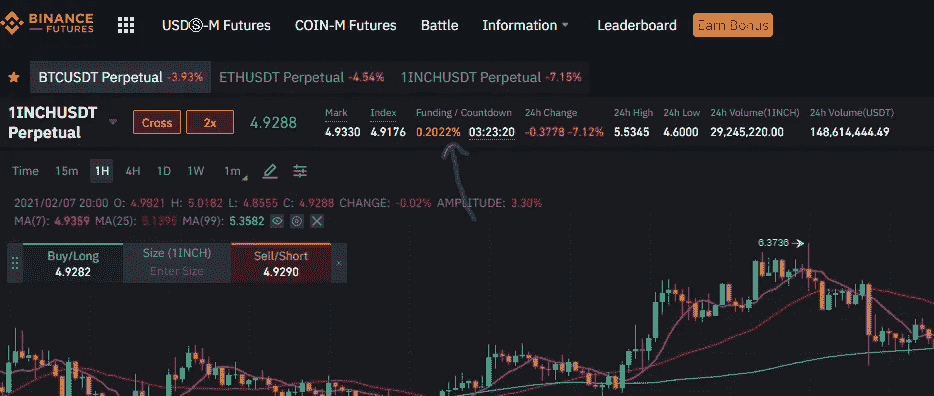 BINANCE
FUTURES
USDⓈ-M Futures COIN-M Futures Battle Information Leaderboard Earn Bonus
BTCUSDT Perpetual -3.93% ETHUSDT Perpetual -4.54% 1INCHUSDT Perpetual -7.15%
1INCHUSDT
Perpetual
Cross 2x 4.9288
Mark Index Funding / Countdown 24h Change 24h High 24h Low 24h Volume(1INCH) 24h Volume(USDT)
4.9330 4.9176 0.2022% 03:23:20 -0.3778 -7.12% 5.5345 4.6000 29,245,220.00 148,614,444.49
Time 15m 1H 4H 1D 1W 1m
2021/02/07 20:00 O: 4.9821 H: 5.0182 L: 4.8555 C: 4.9288 CHANGE: -0.02% AMPLITUDE: 3.30%
MA(7): 4.9359 MA(25): 5.1396 MA(99): 5.3582
Buy/Long Size (1INCH) Sell/Short
4.9282 Enter Size 4.9290
6.3736